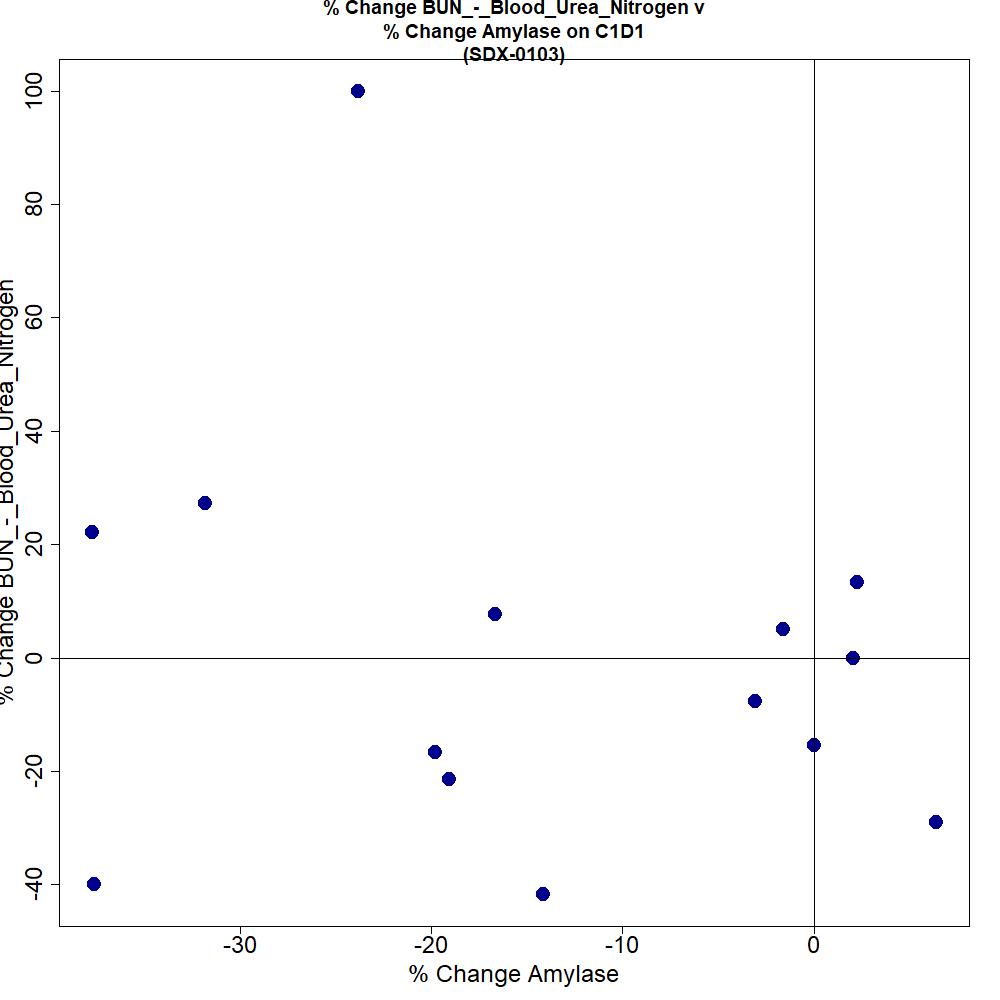 % Change BUN_-_Blood_Urea_Nitrogen v
% Change Amylase on C1D1
(SDX-0103)
% Change BUN_-_Blood_Urea_Nitrogen
100
80
60
40
20
0
-20
-40
-30
-20
-10
0
% Change Amylase